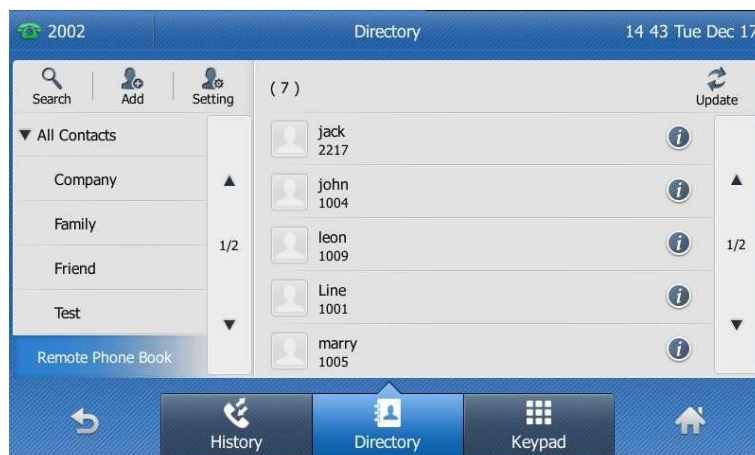 2002
Directory
14 43 Tue Dec 17
Search
Add
Setting
( 7 )
Update
All Contacts
Company
Family
Friend
Test
Remote Phone Book
1/2
jack
2217
john
1004
leon
1009
Line
1001
marry
1005
1/2
History
Directory
Keypad